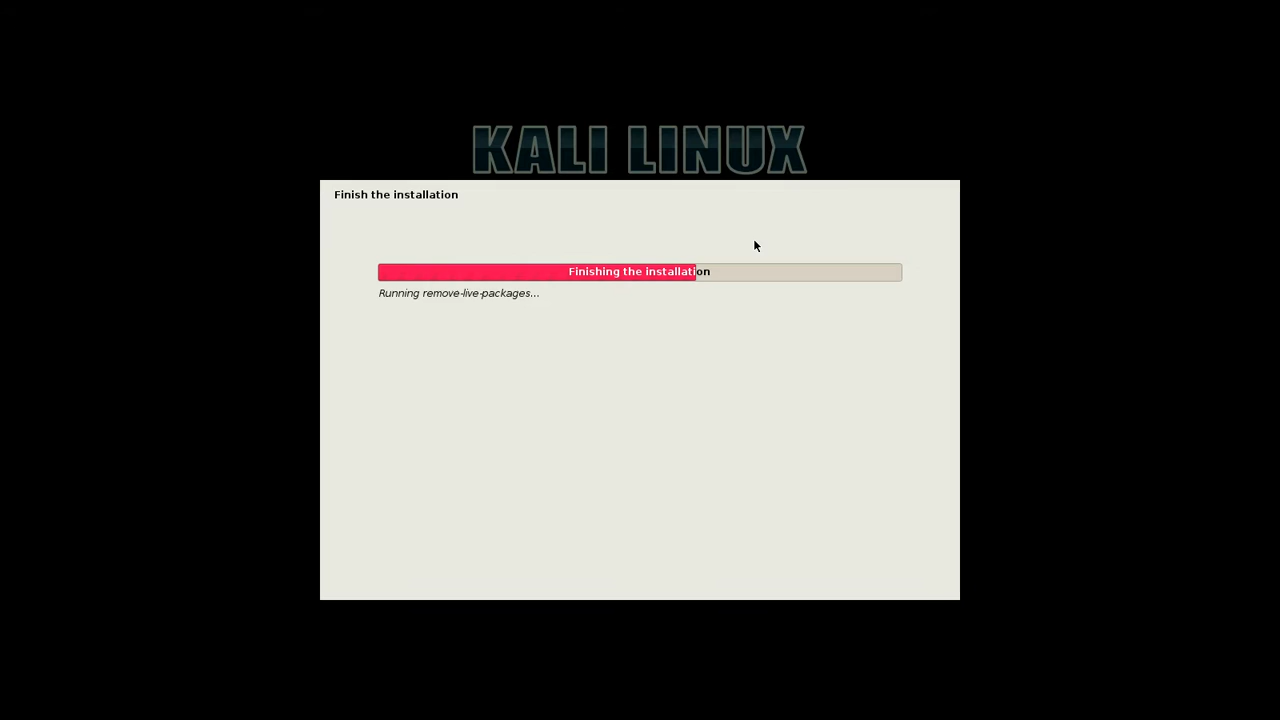 KALI LINUX
Finish the installation
Finishing the installation
Running remove-live-packages...